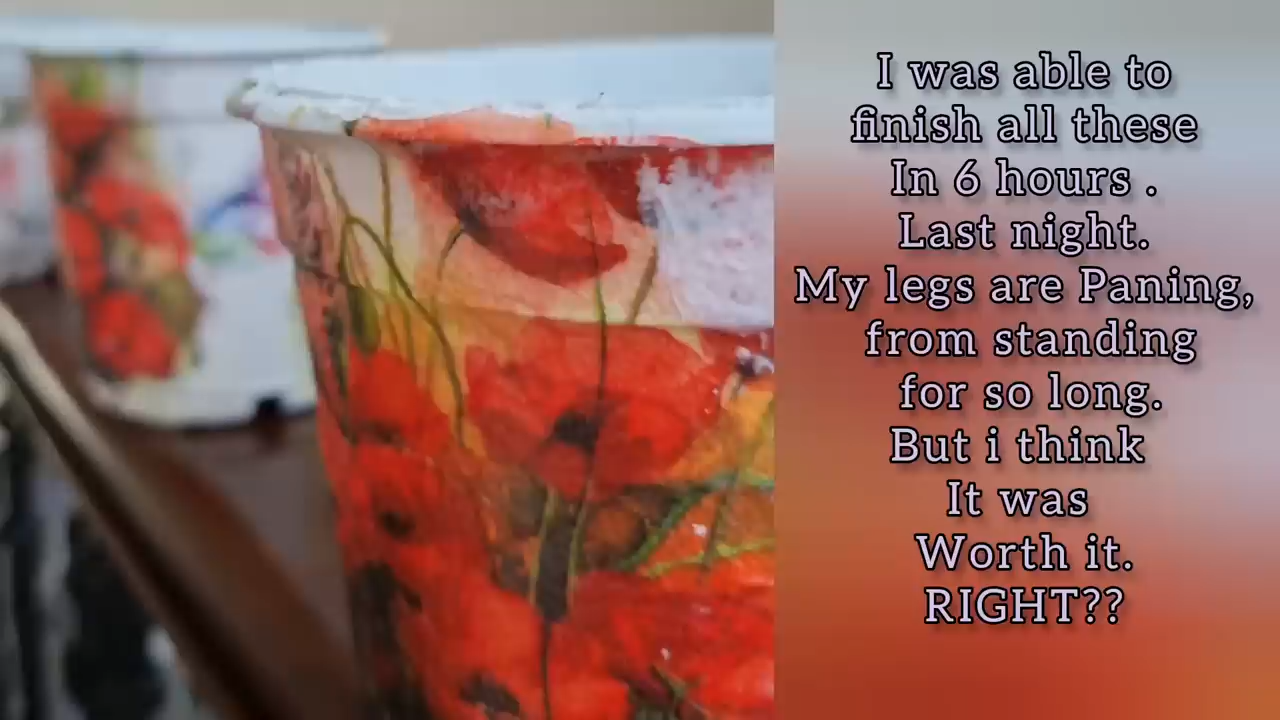 I was able to
finish all these
In 6 hours .
Last night.
My legs are Paning,
from standing
for so long.
But i think
It was
Worth it.
RIGHT??